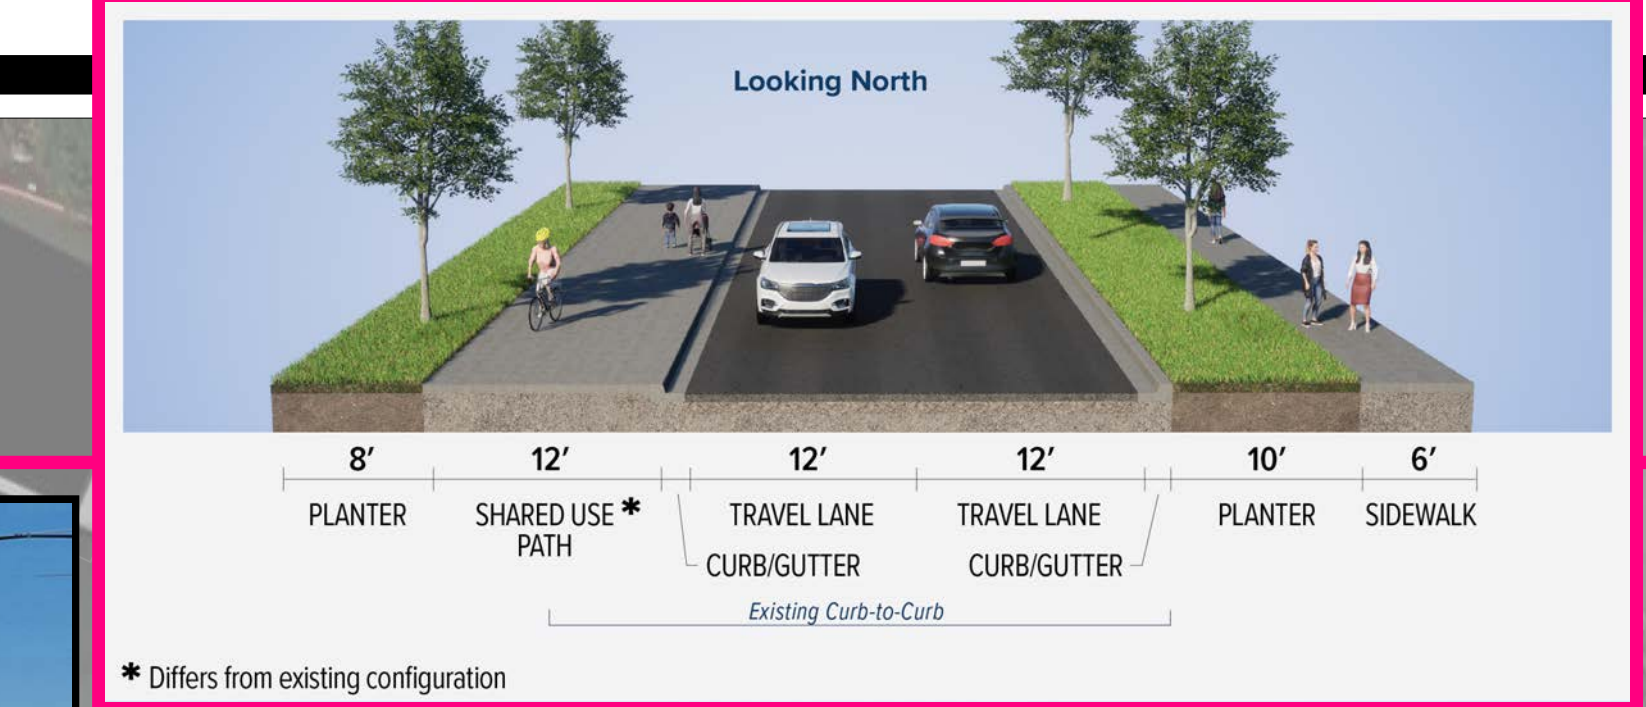 Looking North
8′ 12′ 12′ 12′ 10′ 6′
PLANTER SHARED USE * TRAVEL LANE TRAVEL LANE PLANTER SIDEWALK
PATH
CURB/GUTTER CURB/GUTTER
Existing Curb-to-Curb
* Differs from existing configuration